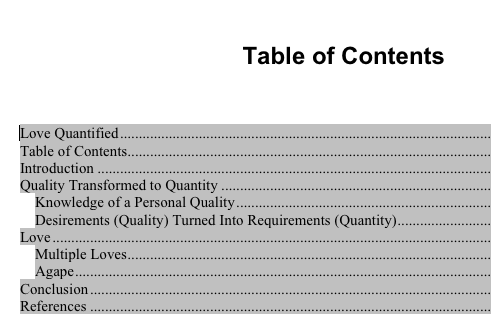 Table of Contents
Love Quantified................................................................................................
Table of Contents..............................................................................................
Introduction ......................................................................................................
Quality Transformed to Quantity .....................................................................
Knowledge of a Personal Quality.................................................................
Desirements (Quality) Turned Into Requirements (Quantity).........................
Love..................................................................................................................
Multiple Loves..............................................................................................
Agape............................................................................................................
Conclusion........................................................................................................
References ........................................................................................................